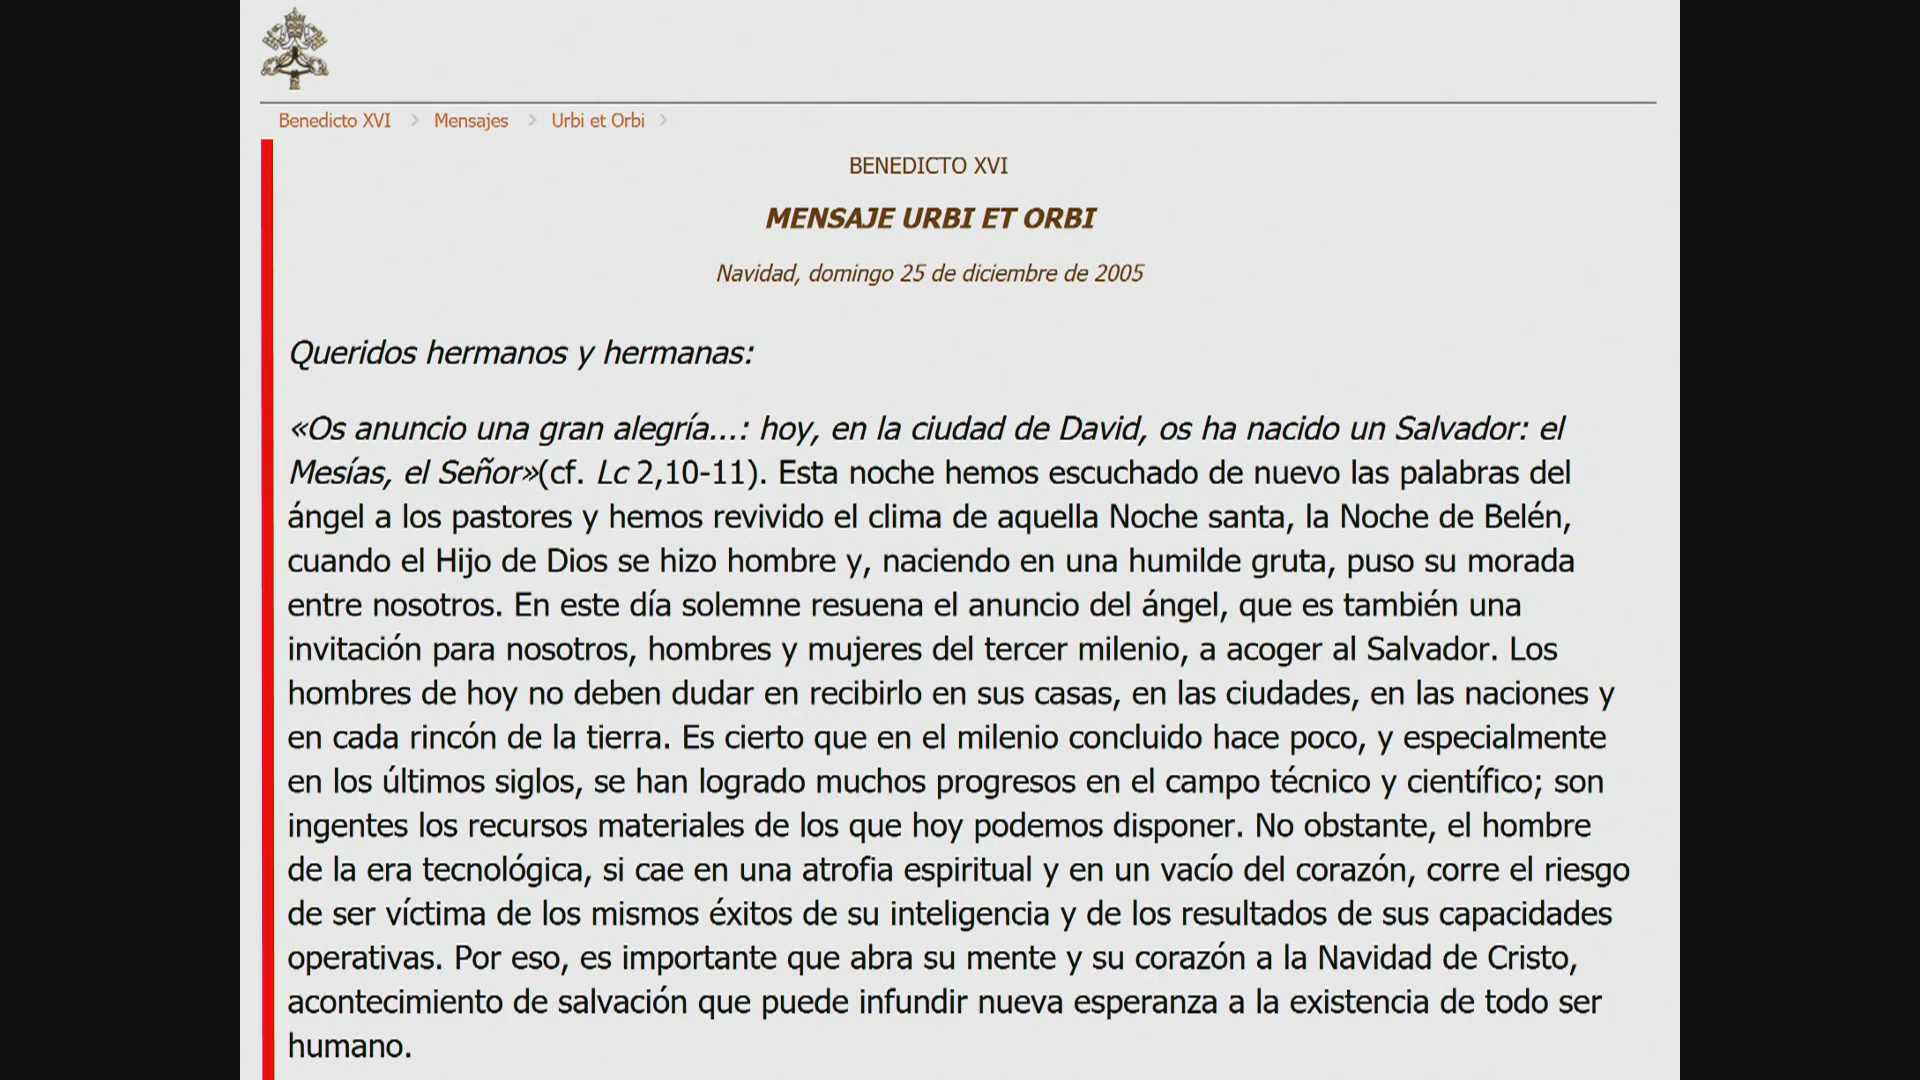 Benedicto XVI > Mensajes > Urbi et Orbi >
BENEDICTO XVI
MENSAJE URBI ET ORBI
Navidad, domingo 25 de diciembre de 2005
Queridos hermanos y hermanas:
«Os anuncio una gran alegría...: hoy, en la ciudad de David, os ha nacido un Salvador: el
Mesías, el Señor»(cf. Lc 2,10-11). Esta noche hemos escuchado de nuevo las palabras del
ángel a los pastores y hemos revivido el clima de aquella Noche santa, la Noche de Belén,
cuando el Hijo de Dios se hizo hombre y, naciendo en una humilde gruta, puso su morada
entre nosotros. En este día solemne resuena el anuncio del ángel, que es también una
invitación para nosotros, hombres y mujeres del tercer milenio, a acoger al Salvador. Los
hombres de hoy no deben dudar en recibirlo en sus casas, en las ciudades, en las naciones y
en cada rincón de la tierra. Es cierto que en el milenio concluido hace poco, y especialmente
en los últimos siglos, se han logrado muchos progresos en el campo técnico y científico; son
ingentes los recursos materiales de los que hoy podemos disponer. No obstante, el hombre
de la era tecnológica, si cae en una atrofia espiritual y en un vacío del corazón, corre el riesgo
de ser víctima de los mismos éxitos de su inteligencia y de los resultados de sus capacidades
operativas. Por eso, es importante que abra su mente y su corazón a la Navidad de Cristo,
acontecimiento de salvación que puede infundir nueva esperanza a la existencia de todo ser
humano.